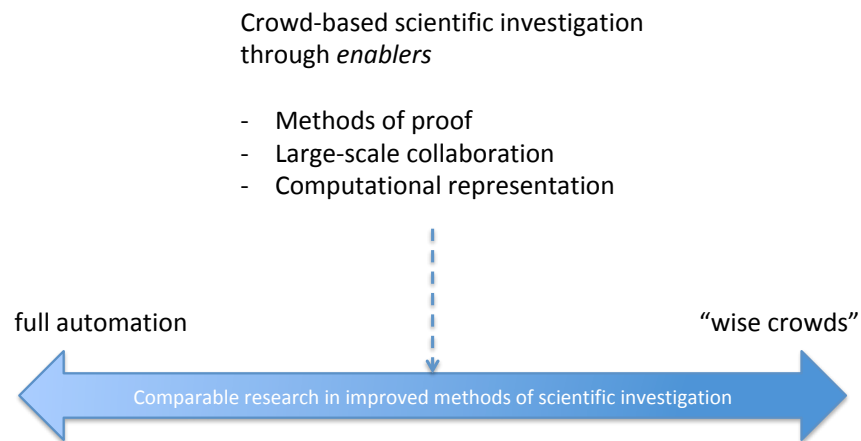 Crowd-based scientific investigation
through enablers
- Methods of proof
- Large-scale collaboration
- Computational representation
full automation
“wise crowds”
Comparable research in improved methods of scientific investigation